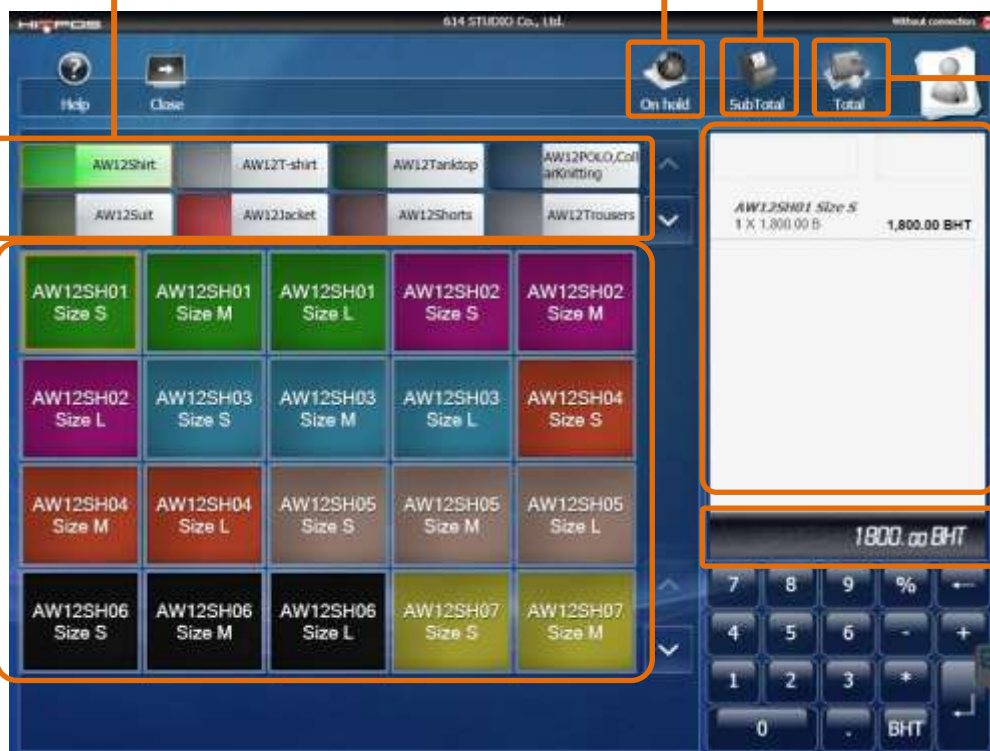 HIOPOS
614 STUDIO Co., Ltd.
Without connection
Help
Close
On hold
SubTotal
Total
AW12Shirt
AW12T-shirt
AW12Tanktop
AW12POLO,Coll
arKnitting
AW12Suit
AW12Jacket
AW12Shorts
AW12Trousers
AW12SH01 Size S
1 X 1,800.00 B
1,800.00 BHT
AW12SH01
Size S
AW12SH01
Size M
AW12SH01
Size L
AW12SH02
Size S
AW12SH02
Size M
AW12SH02
Size L
AW12SH03
Size S
AW12SH03
Size M
AW12SH03
Size L
AW12SH04
Size S
AW12SH04
Size M
AW12SH04
Size L
AW12SH05
Size S
AW12SH05
Size M
AW12SH05
Size L
AW12SH06
Size S
AW12SH06
Size M
AW12SH06
Size L
AW12SH07
Size S
AW12SH07
Size M
1800.00 BHT
7 8 9 % ←
4 5 6 - +
1 2 3 *
0 . BHT